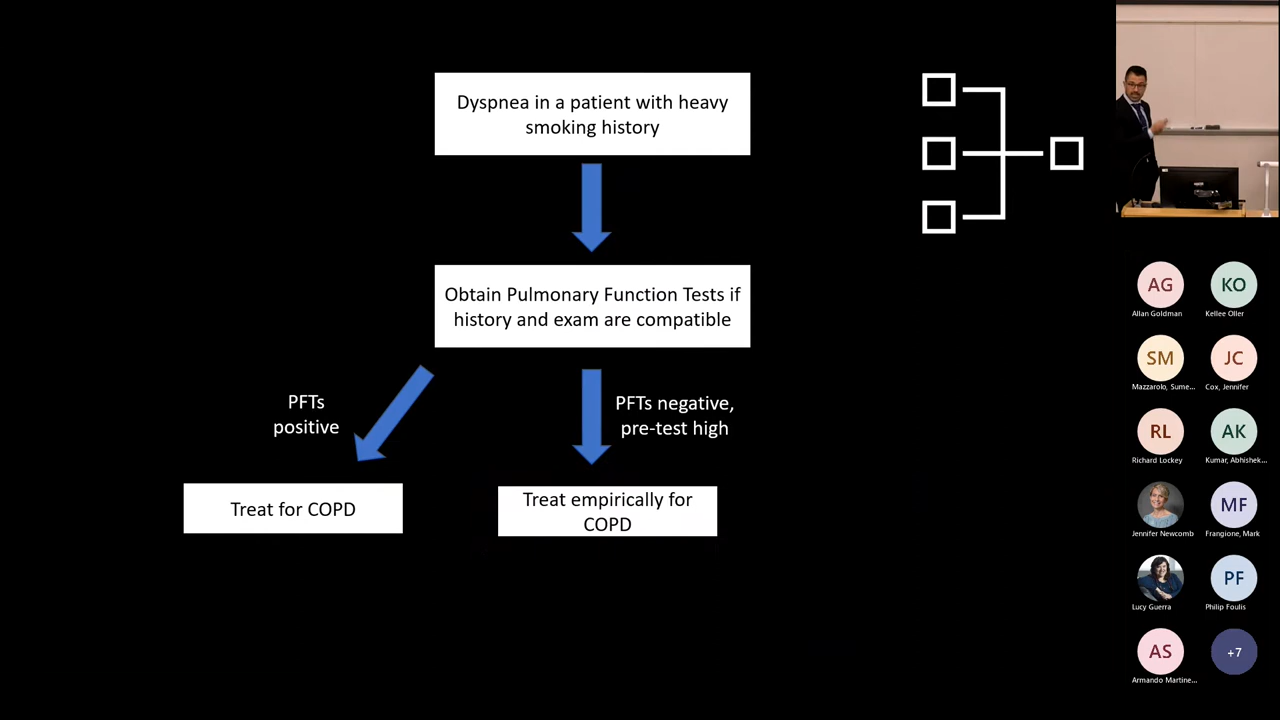 Dyspnea in a patient with heavy
smoking history
Obtain Pulmonary Function Tests if
history and exam are compatible
PFTs
positive
PFTs negative,
pre-test high
Treat for COPD
Treat empirically for
COPD
AG
Allan Goldman
KO
Kellee Oller
SM
Mazzarolo, Sume...
JC
Cox, Jennifer
RL
Richard Lockey
AK
Kumar, Abhishek...
Jennifer Newcomb
MF
Frangione, Mark
Lucy Guerra
PF
Philip Foulis
AS
Armando Martine...
+7